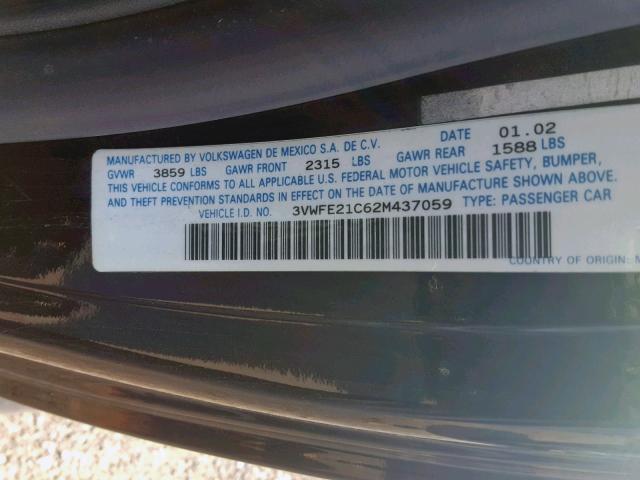 MANUFACTURED BY VOLKSWAGEN DE MEXICO S.A. DE C.V. DATE 01.02
GVWR 3859 LBS GAWR FRONT 2315 LBS GAWR REAR 1588 LBS
THIS VEHICLE CONFORMS TO ALL APPLICABLE U.S. FEDERAL MOTOR VEHICLE SAFETY, BUMPER,
AND THEFT PREVENTION STANDARDS IN EFFECT ON THE DATE OF MANUFACTURE SHOWN ABOVE.
VEHICLE I.D. NO. 3VWFE21C62M437059 TYPE: PASSENGER CAR
COUNTRY OF ORIGIN: M